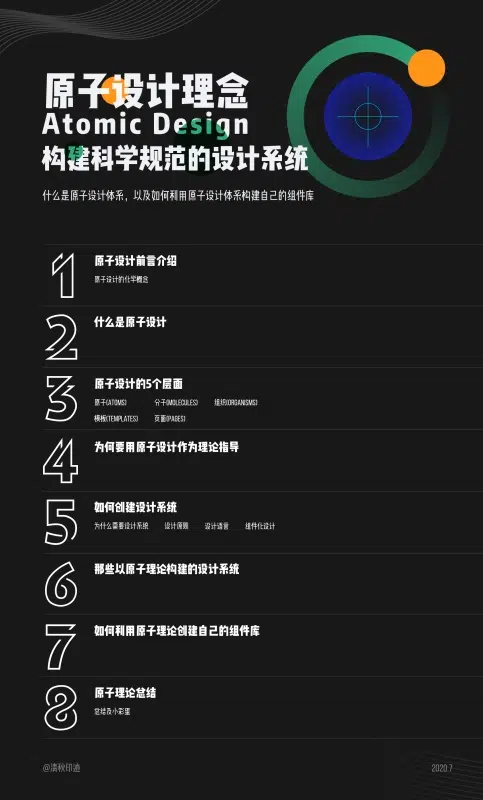 原子设计理念
Atomic Design
构建科学规范的设计系统
什么是原子设计体系，以及如何利用原子设计体系构建自己的组件库
1 原子设计前言介绍
原子设计的化学概念
2 什么是原子设计
3 原子设计的5个层面
原子(ATOMS) 分子(MOLECULES) 组织(ORGANISMS)
模板(TEMPLATES) 页面(PAGES)
4 为何要用原子设计作为理论指导
5 如何创建设计系统
为什么需要设计系统 设计原则 设计语言 组件化设计
6 那些以原子理论构建的设计系统
7 如何利用原子理论创建自己的组件库
8 原子理论总结
总结及小彩蛋
@清秋印迹
2020.7